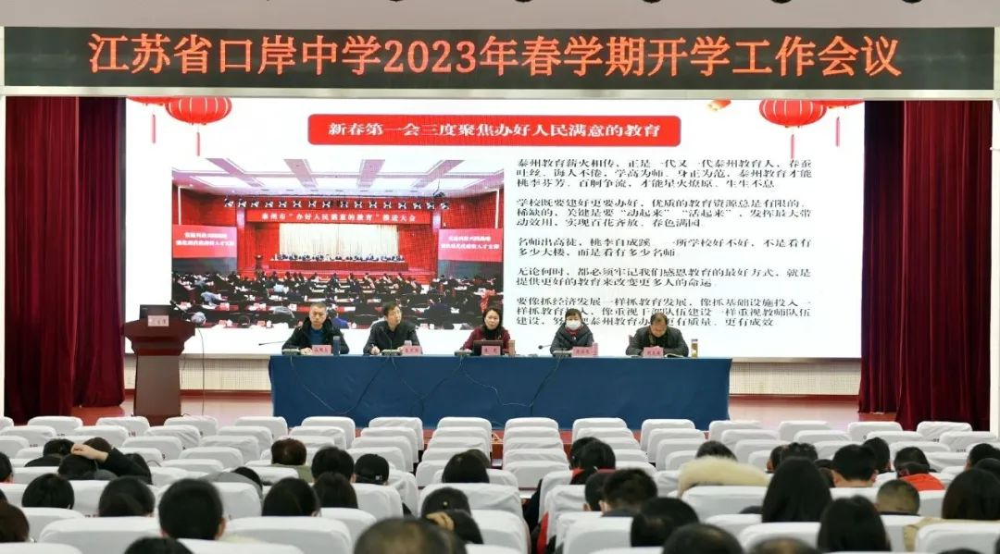 江苏省口岸中学2023年春学期开学工作会议
新春第一会三度聚焦办好人民满意的教育
泰州市“办好人民满意的教育”推进大会
泰州教育薪火相传，正是一代又一代泰州教育人，春蚕
吐丝、诲人不倦，学高为师、身正为范，泰州教育才能
桃李芬芳、百舸争流，才能星火燎原、生生不息
学校既要建好更要办好，优质的教育资源总是有限的、
稀缺的，关键是要“动起来”“活起来”，发挥最大带
动效用，实现百花齐放、春色满园
名师出高徒，桃李自成蹊。一所学校好不好，不是看有
多少大楼，而是看有多少名师。
无论何时，都必须牢记我们感恩教育的最好方式，就是
提供更好的教育来改变更多人的命运。
要像抓经济发展一样抓教育发展，像抓基础设施投入一
样抓教育投入，像重视干部队伍建设一样重视教师队伍
建设，努 泰州教育办 更有质量、更有成效